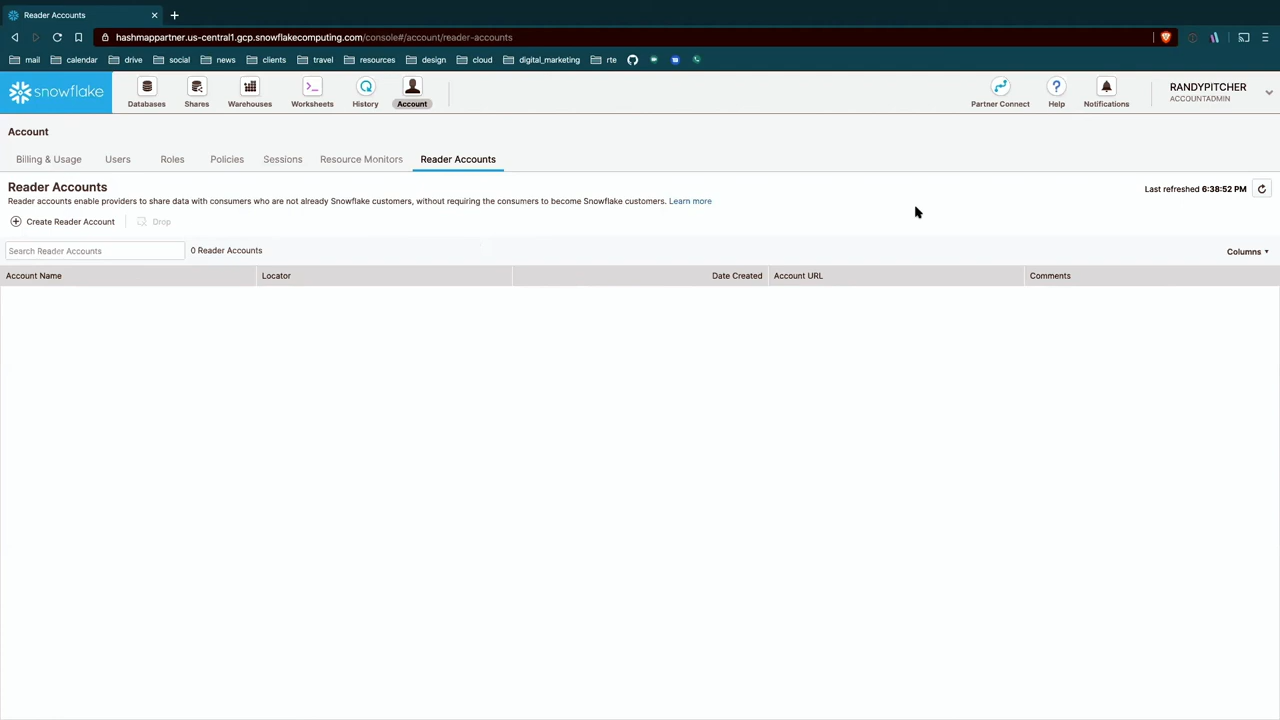 Reader Accounts
hashmappartner.us-central1.gcp.snowflakecomputing.com/console#/account/reader-accounts
mail calendar drive social news clients travel resources design cloud digital_marketing rte
snowflake
Databases Shares Warehouses Worksheets History Account Partner Connect Help Notifications
RANDYPITCHER
ACCOUNTADMIN
Account
Billing & Usage Users Roles Policies Sessions Resource Monitors Reader Accounts
Reader Accounts
Last refreshed 6:38:52 PM
Reader accounts enable providers to share data with consumers who are not already Snowflake customers, without requiring the consumers to become Snowflake customers. Learn more
Create Reader Account Drop
Search Reader Accounts 0 Reader Accounts Columns
Account Name Locator Date Created Account URL Comments